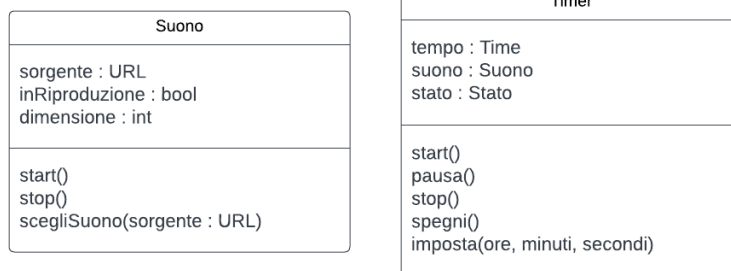 Suono
sorgente : URL
inRiproduzione : bool
dimensione : int
start()
stop()
scegliSuono(sorgente : URL)
Timer
tempo : Time
suono : Suono
stato : Stato
start()
pausa()
stop()
spegni()
imposta(ore, minuti, secondi)